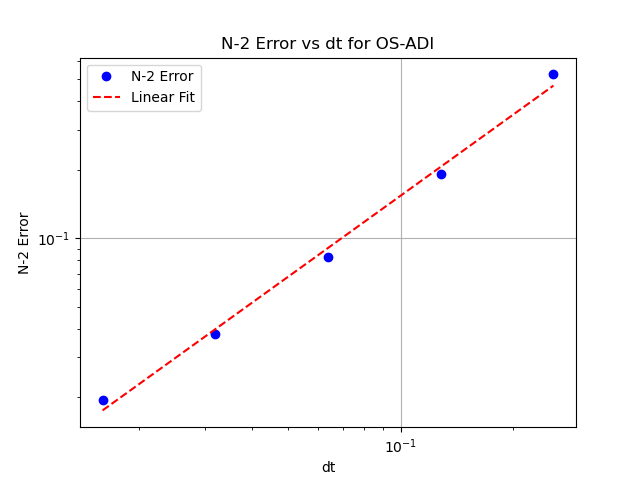 N-2 Error vs dt for OS-ADI
N-2 Error
Linear Fit
N-2 Error
10⁻¹
10⁻¹
dt